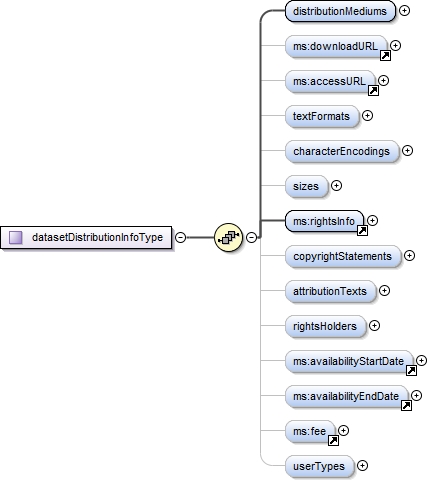 distributionMediums
ms:downloadURL
ms:accessURL
textFormats
characterEncodings
sizes
datasetDistributionInfoType
ms:rightsInfo
copyrightStatements
attributionTexts
rightsHolders
ms:availabilityStartDate
ms:availabilityEndDate
ms:fee
userTypes